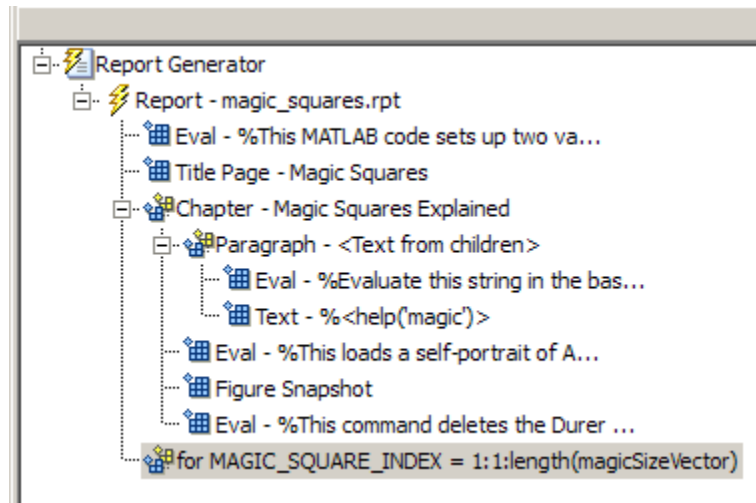 Report Generator
Report - magic_squares.rpt
Eval - %This MATLAB code sets up two va...
Title Page - Magic Squares
Chapter - Magic Squares Explained
Paragraph - <Text from children>
Eval - %Evaluate this string in the bas...
Text - %<help('magic')>
Eval - %This loads a self-portrait of A...
Figure Snapshot
Eval - %This command deletes the Durer ...
for MAGIC_SQUARE_INDEX = 1:1:length(magicSizeVector)